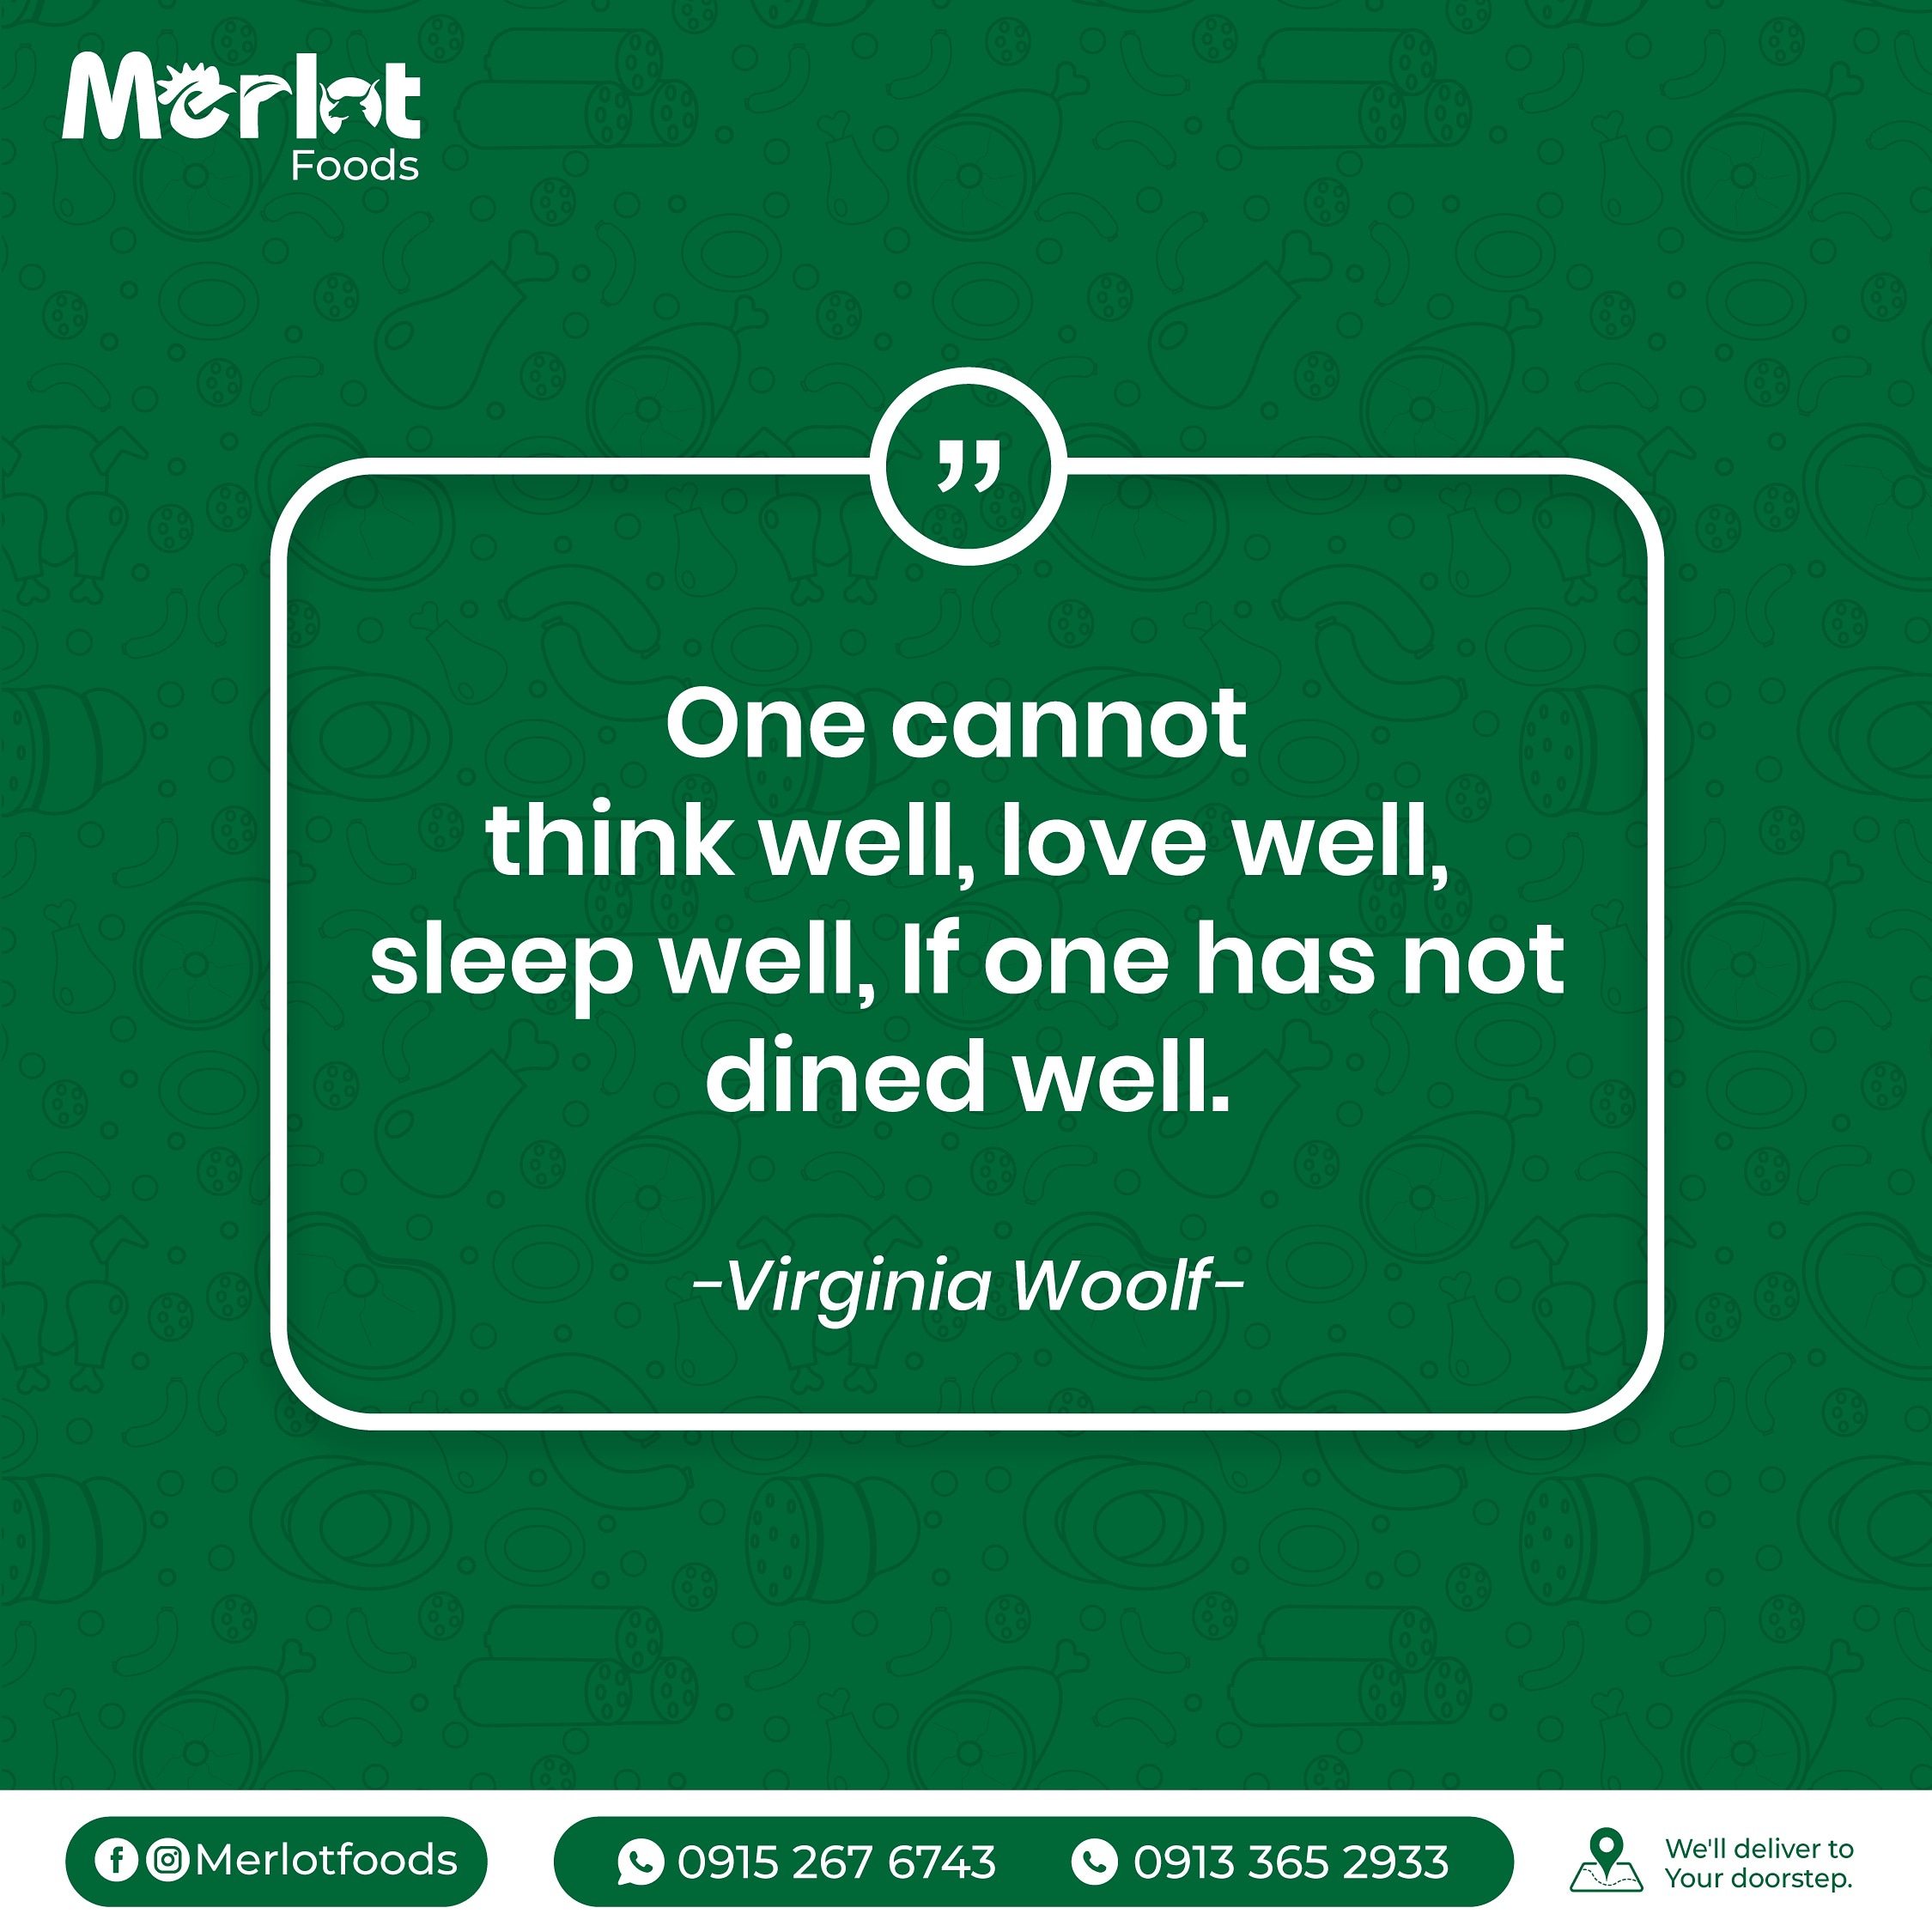 Merlot
Foods
”
One cannot
think well, love well,
sleep well, If one has not
dined well.
-Virginia Woolf-
Merlotfoods
0915 267 6743
0913 365 2933
We'll deliver to
Your doorstep.